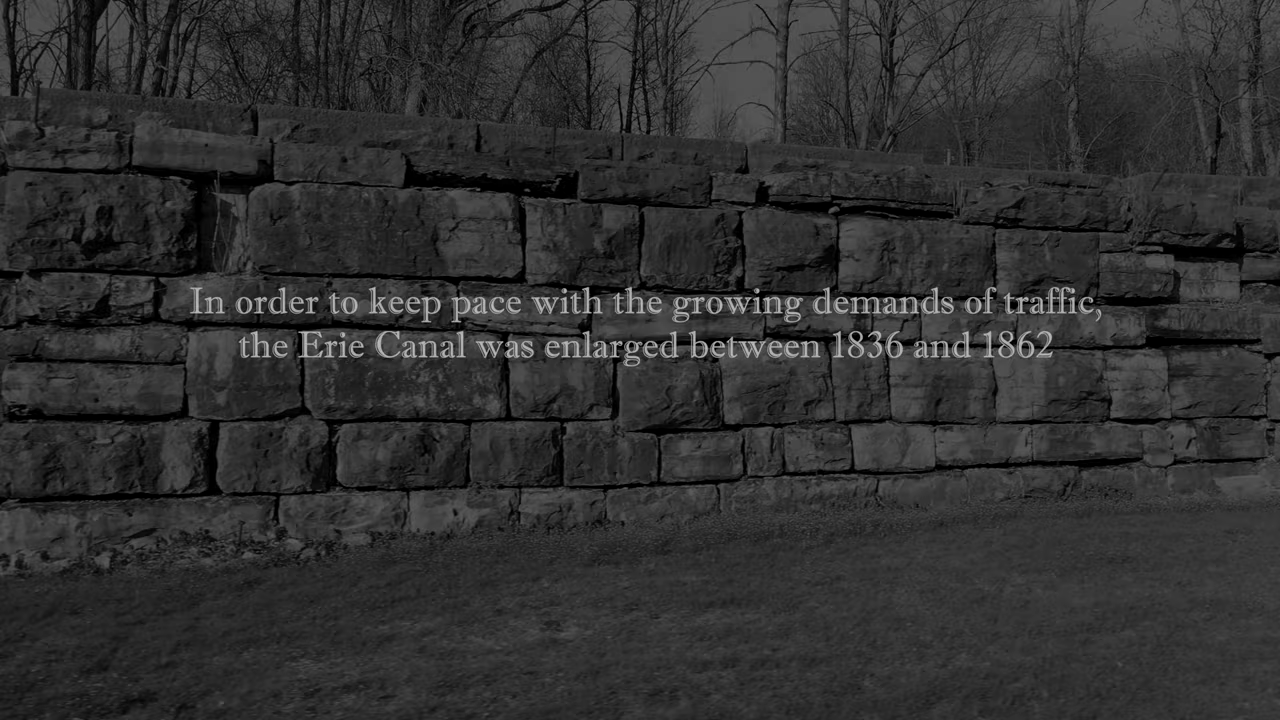 In order to keep pace with the growing demands of traffic,
the Erie Canal was enlarged between 1836 and 1862